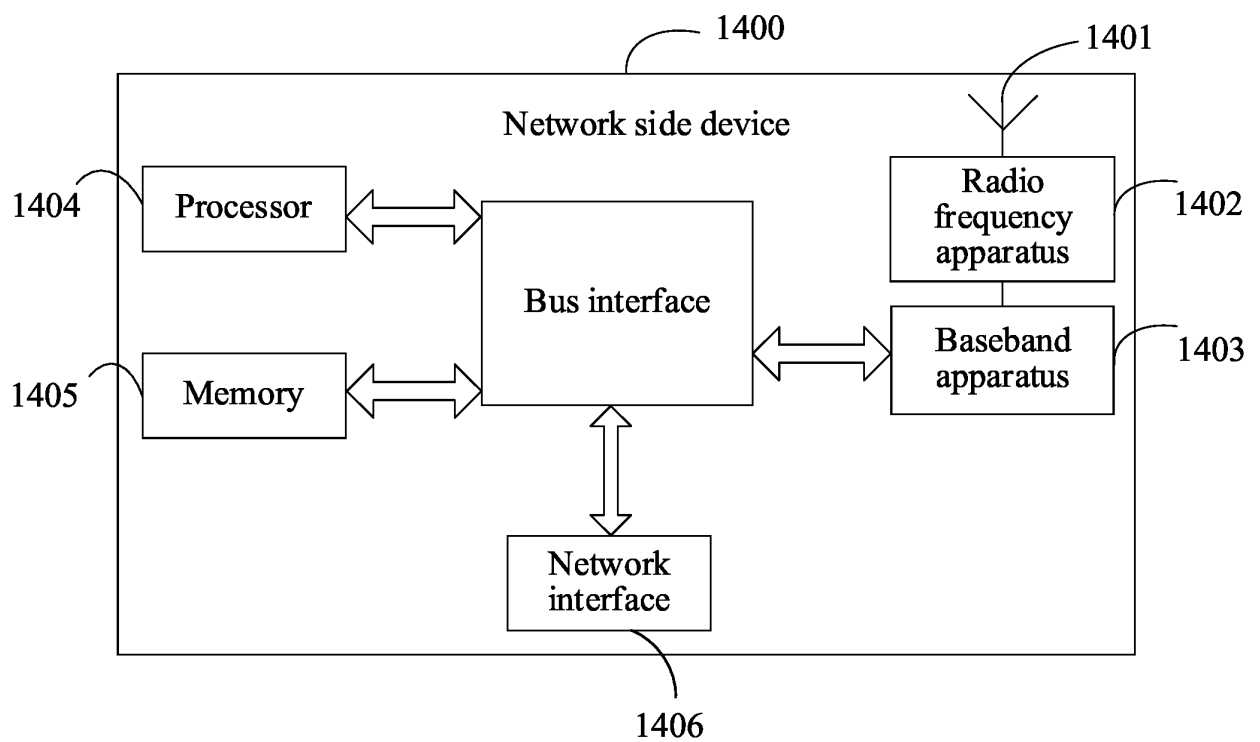 1400
1401
Network side device
1404
Processor
Radio
frequency
apparatus
1402
Bus interface
Baseband
apparatus
1403
1405
Memory
Network
interface
1406